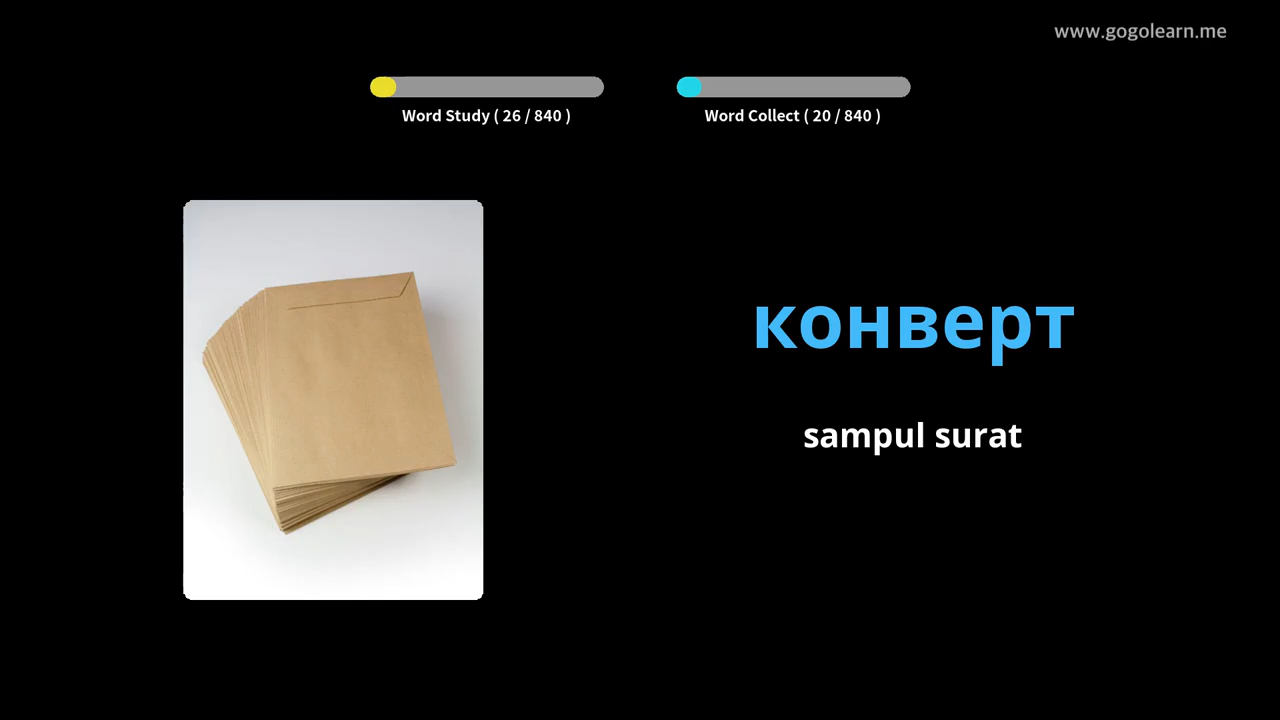 www.gogolearn.me
Word Study ( 26 / 840 )
Word Collect ( 20 / 840 )
конверт
sampul surat